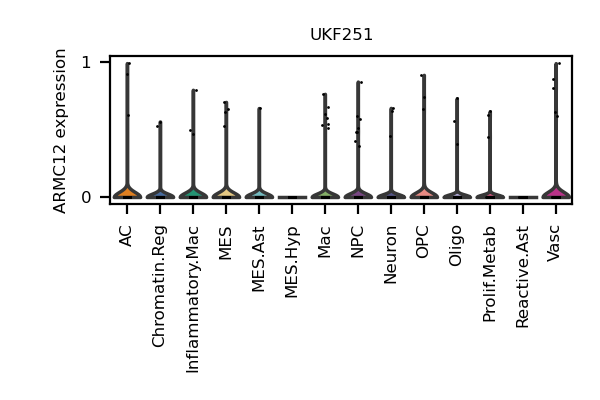 UKF251
ARMC12 expression
1
0
AC
Chromatin.Reg
Inflammatory.Mac
MES
MES.Ast
MES.Hyp
Mac
NPC
Neuron
OPC
Oligo
Prolif.Metab
Reactive.Ast
Vasc